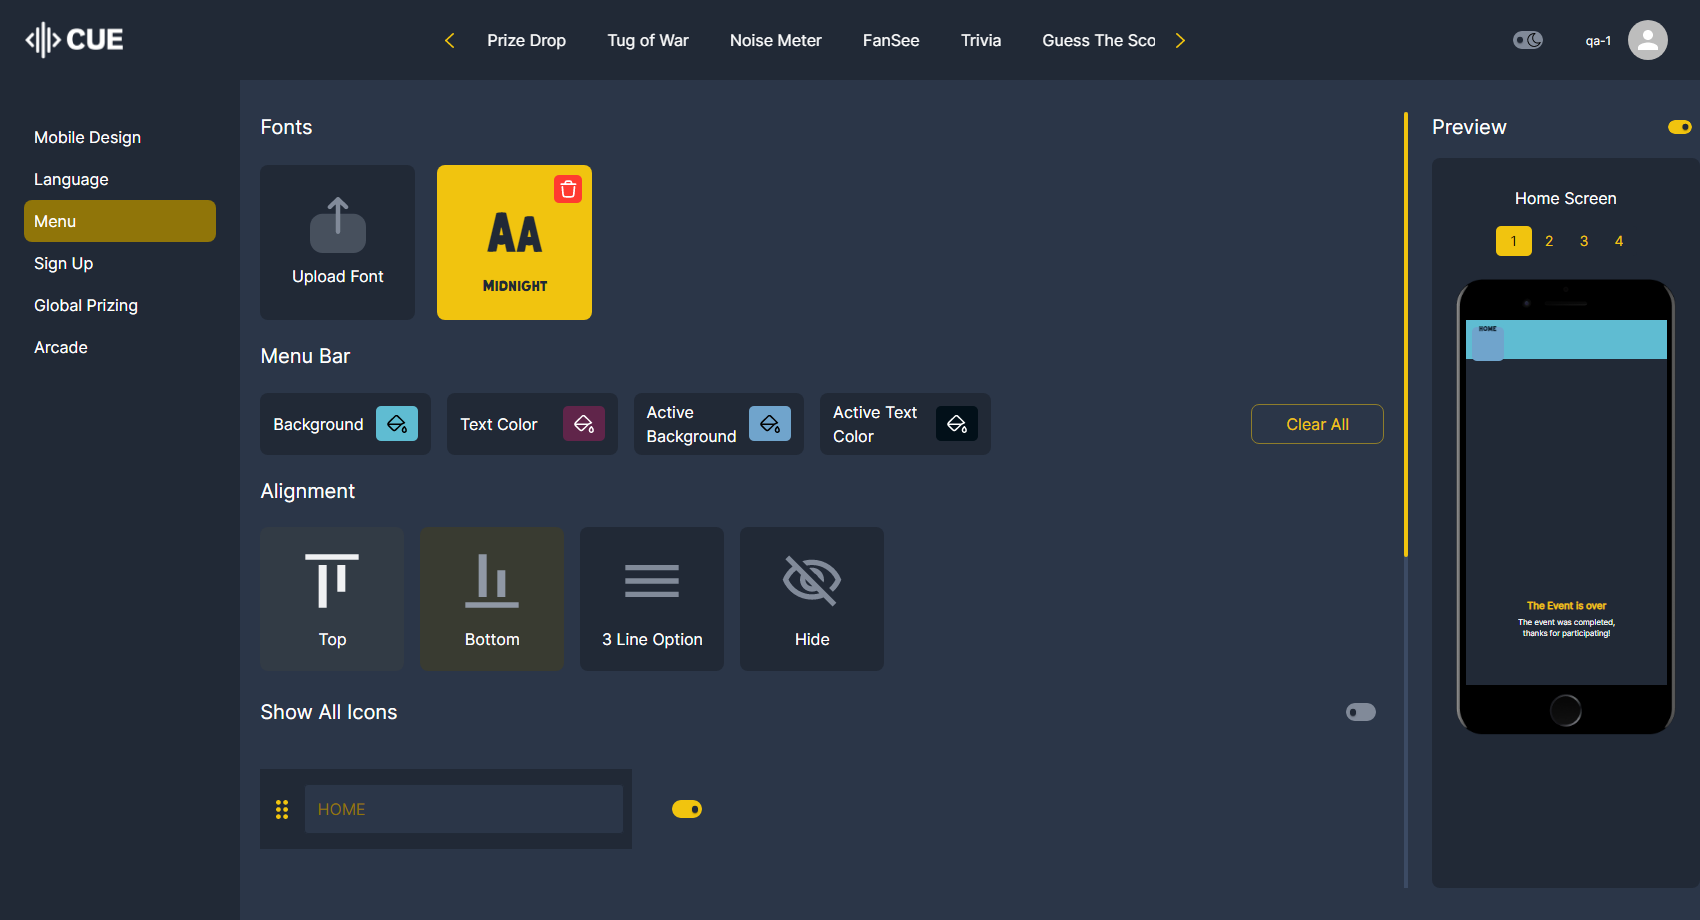 CUE
Prize Drop
Tug of War
Noise Meter
FanSee
Trivia
Guess The Sco
qa-1
Mobile Design
Language
Menu
Sign Up
Global Prizing
Arcade
Fonts
Upload Font
AA
MIDNIGHT
Menu Bar
Background
Text Color
Active
Background
Active Text
Color
Clear All
Alignment
Top
Bottom
3 Line Option
Hide
Show All Icons
HOME
Preview
Home Screen
1 2 3 4
HOME
The Event is over
The event was completed,
thanks for participating!